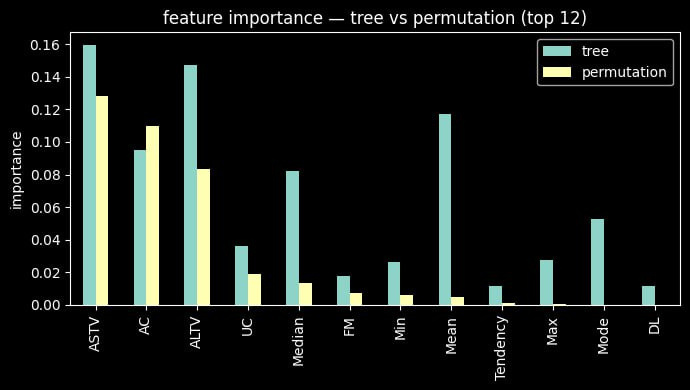 feature importance — tree vs permutation (top 12)
tree
permutation
importance
0.16
0.14
0.12
0.10
0.08
0.06
0.04
0.02
0.00
ASTV
AC
ALTV
UC
Median
FM
Min
Mean
Tendency
Max
Mode
DL